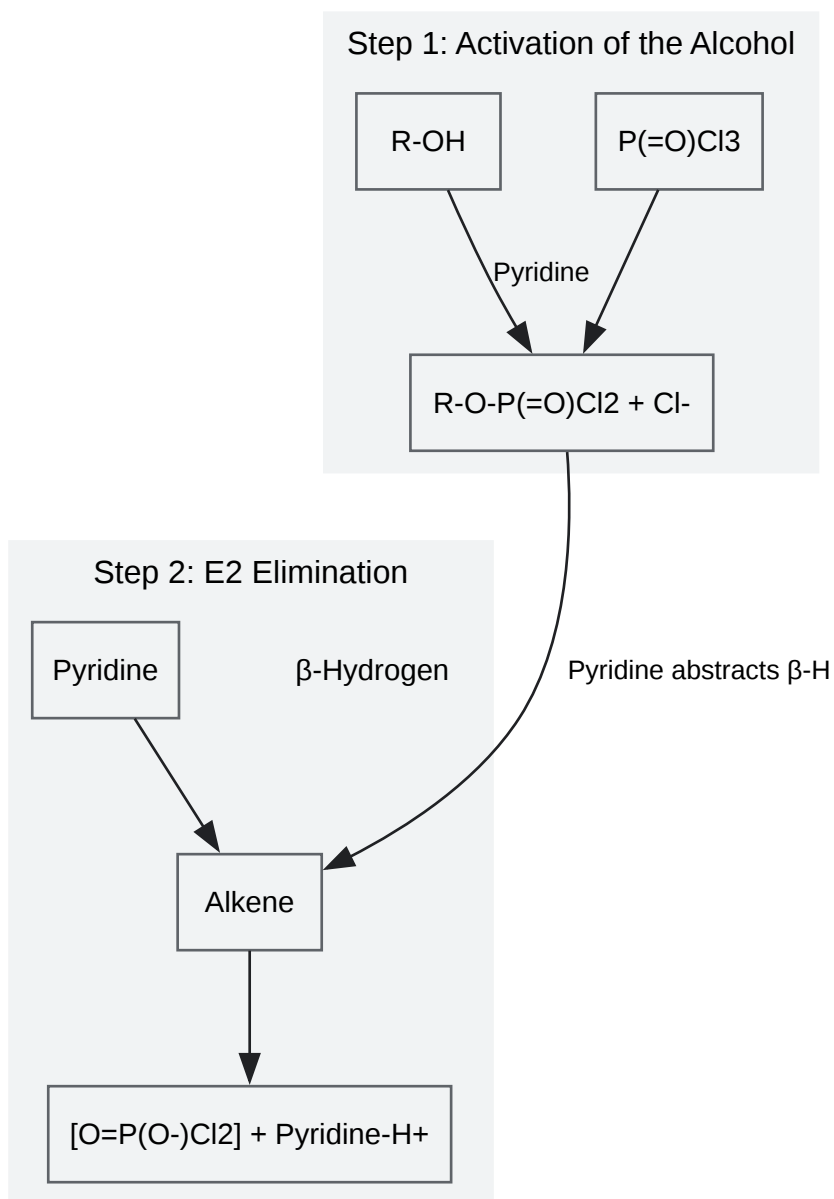 Step 1: Activation of the Alcohol
R-OH
P(=O)Cl3
Pyridine
R-O-P(=O)Cl2 + Cl-
Step 2: E2 Elimination
Pyridine
β-Hydrogen
Pyridine abstracts β-H
Alkene
[O=P(O-)Cl2] + Pyridine-H+